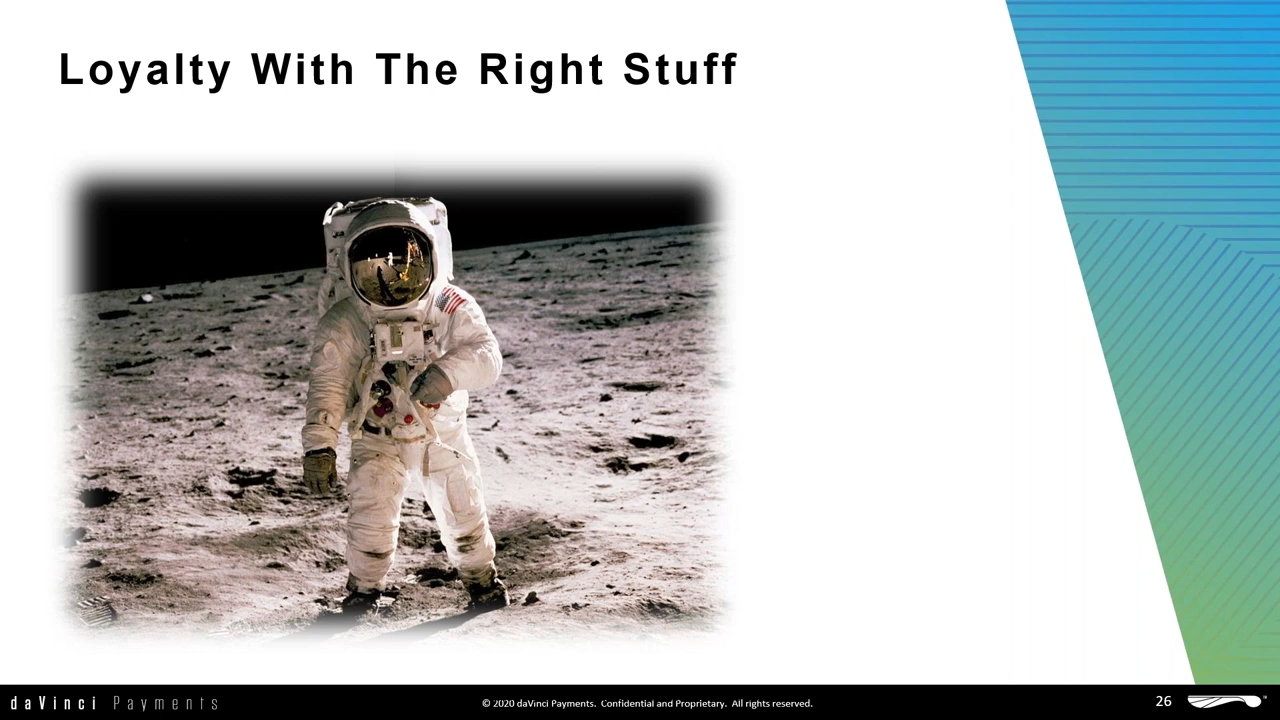 Loyalty With The Right Stuff
daVinci Payments
© 2020 daVinci Payments. Confidential and Proprietary. All rights reserved.
26